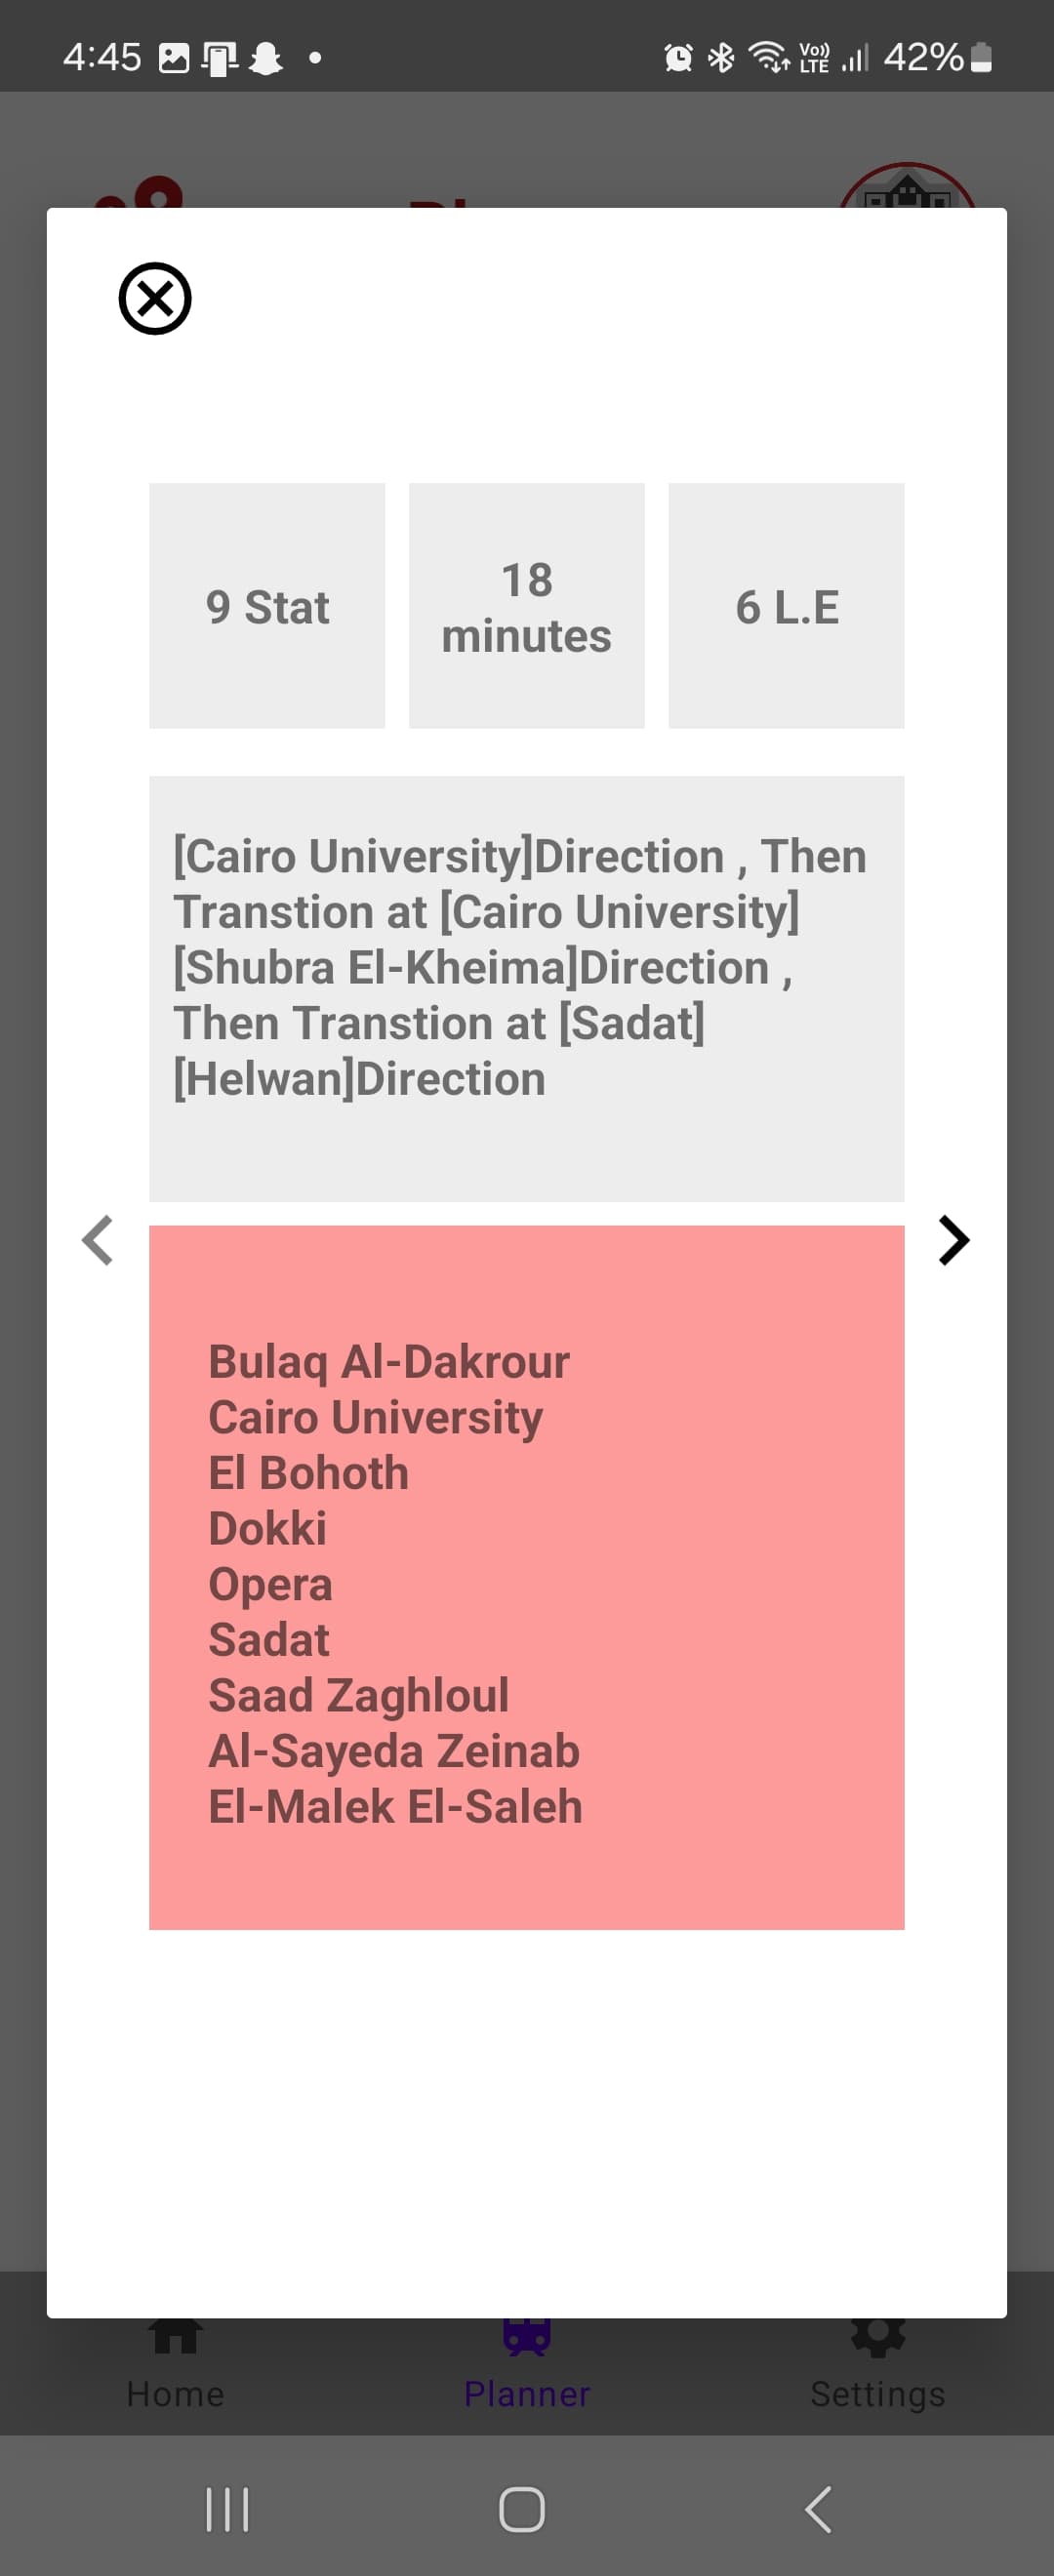 4:45 Vo)) LTE 42%
9 Stat
18
minutes
6 L.E
[Cairo University]Direction , Then
Transtion at [Cairo University]
[Shubra El-Kheima]Direction ,
Then Transtion at [Sadat]
[Helwan]Direction
Bulaq Al-Dakrour
Cairo University
El Bohoth
Dokki
Opera
Sadat
Saad Zaghloul
Al-Sayeda Zeinab
El-Malek El-Saleh
Home
Planner
Settings